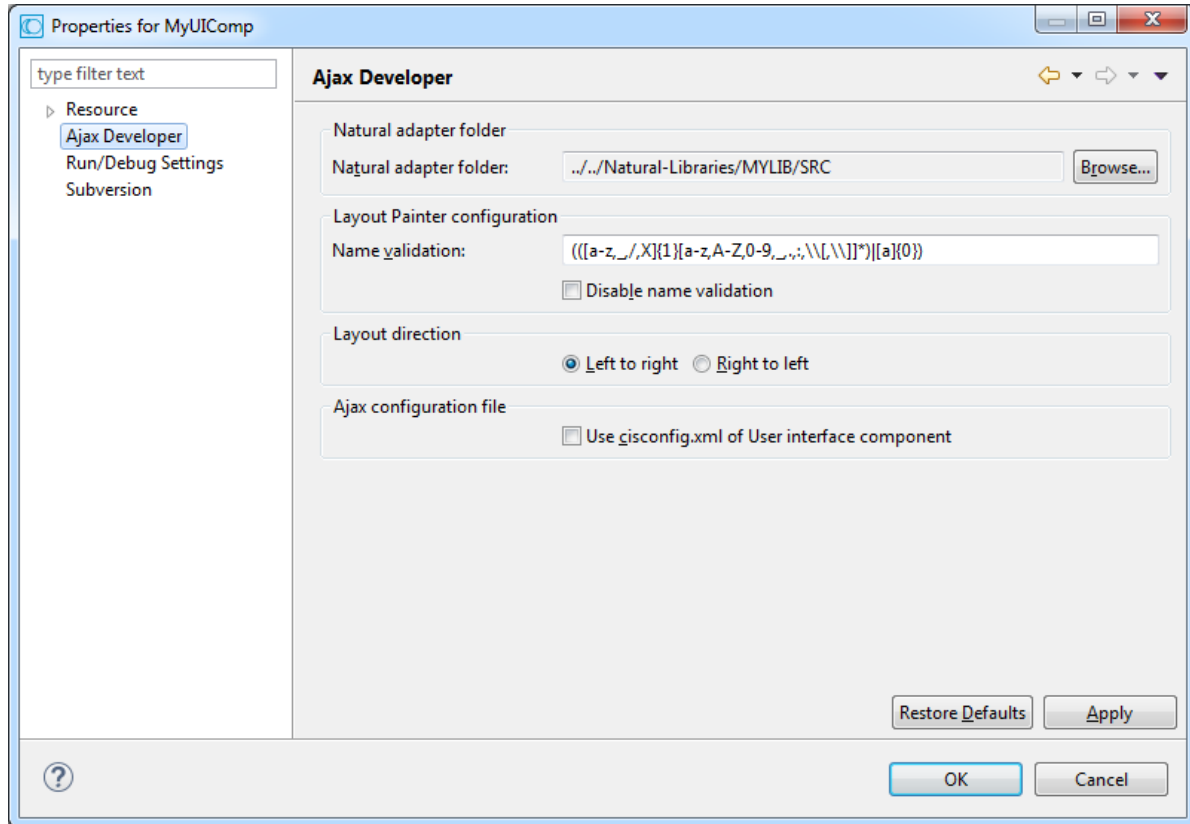 Properties for MyUIComp
type filter text
Resource
Ajax Developer
Run/Debug Settings
Subversion
Ajax Developer
Natural adapter folder
Natural adapter folder: ../../Natural-Libraries/MYLIB/SRC Browse...
Layout Painter configuration
Name validation: (([a-z,_,/,X]{1}[a-z,A-Z,0-9,_,.,:,\\[,\\]]*)|[a]{0})
Disable name validation
Layout direction
Left to right Right to left
Ajax configuration file
Use cisconfig.xml of User interface component
Restore Defaults Apply
? OK Cancel